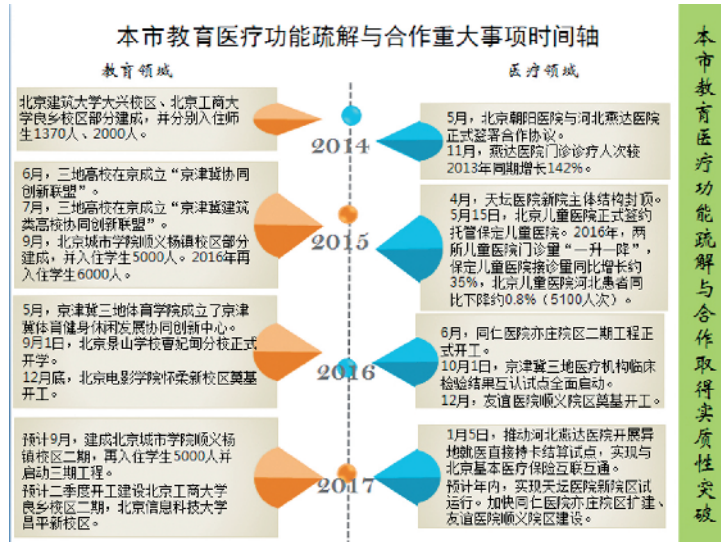 本市教育医疗功能疏解与合作重大事项时间轴
教育领域
医疗领域
北京建筑大学大兴校区、北京工商大
学良乡校区部分建成，并分别入住师
生1370人、2000人。
2014
5月，北京朝阳医院与河北燕达医院
正式签署合作协议。
11月，燕达医院门诊诊疗人次较
2013年同期增长142%。
6月，三地高校在京成立“京津冀协同
创新联盟”。
7月，三地高校在京成立“京津冀建筑
类高校协同创新联盟”。
9月，北京城市学院顺义杨镇校区部分
建成，并入住学生5000人。2016年再
入住学生6000人。
2015
4月，天坛医院新院主体结构封顶。
5月15日，北京儿童医院正式签约
托管保定儿童医院。2016年，两
所儿童医院门诊量“一升一降”，
保定儿童医院接诊量同比增长约
35%，北京儿童医院河北患者同
比下降约0.8%（5100人次）。
5月，京津冀三地体育学院成立了京津
冀体育健身休闲发展协同创新中心。
9月1日，北京景山学校曹妃甸分校正式
开学。
12月底，北京电影学院怀柔新校区奠基
开工。
2016
6月，同仁医院亦庄院区二期工程正
式开工。
10月1日，京津冀三地医疗机构临床
检验结果互认试点全面启动。
12月，友谊医院顺义院区奠基开工。
预计9月，建成北京城市学院顺义杨
镇校区二期，再入住学生5000人并
启动三期工程。
预计二季度开工建设北京工商大学
良乡校区二期，北京信息科技大学
昌平新校区。
2017
1月5日，推动河北燕达医院开展异
地就医直接持卡结算试点，实现与
北京基本医疗保险互联互通。
预计年内，实现天坛医院新院区试
运行。加快同仁医院亦庄院区扩建、
友谊医院顺义院区建设。
本市教育医疗功能疏解与合作取得实质性突破